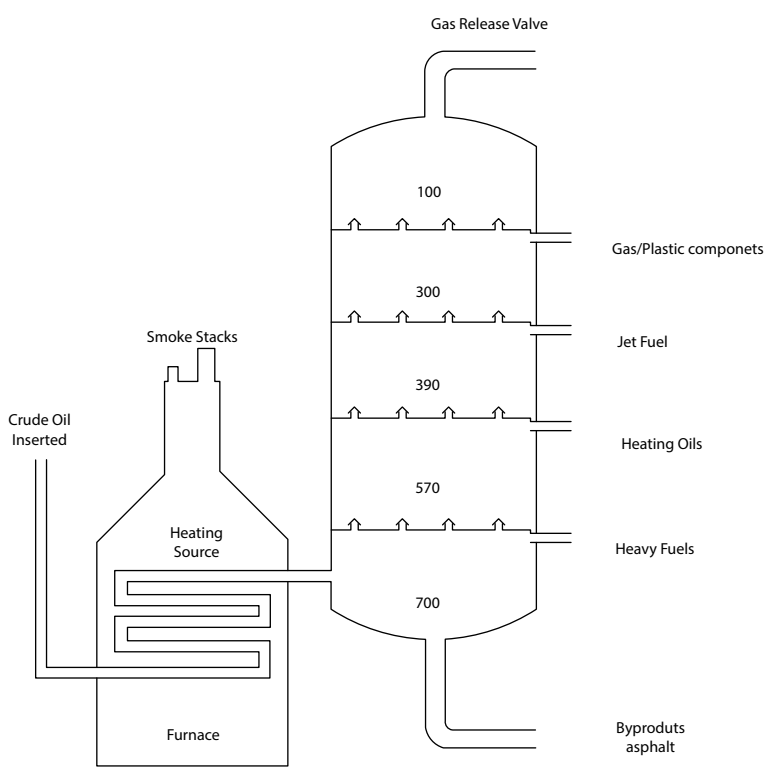 Gas Release Valve
100
Gas/Plastic componets
300
Jet Fuel
Smoke Stacks
390
Crude Oil
Inserted
Heating Oils
570
Heating
Source
Heavy Fuels
700
Furnace
Byproduts
asphalt